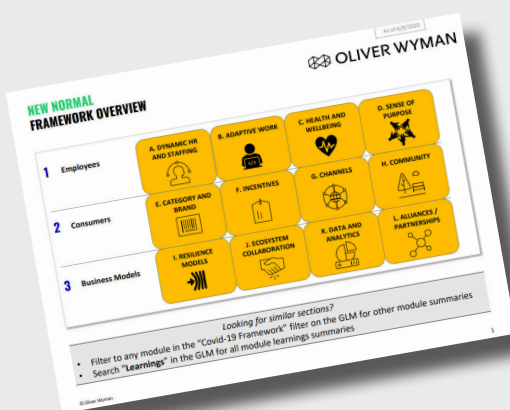 As of 6/9/2020
OLIVER WYMAN
NEW NORMAL
FRAMEWORK OVERVIEW
1 Employees
A. DYNAMIC HR
AND STAFFING
B. ADAPTIVE WORK
C. HEALTH AND
WELLBEING
D. SENSE OF
PURPOSE
2 Consumers
E. CATEGORY AND
BRAND
F. INCENTIVES
G. CHANNELS
H. COMMUNITY
3 Business Models
I. RESILIENCE
MODELS
J. ECOSYSTEM
COLLABORATION
K. DATA AND
ANALYTICS
L. ALLIANCES /
PARTNERSHIPS
Looking for similar sections?
• Filter to any module in the "Covid-19 Framework" filter on the GLM for other module summaries
• Search "Learnings" in the GLM for all module learnings summaries
© Oliver Wyman